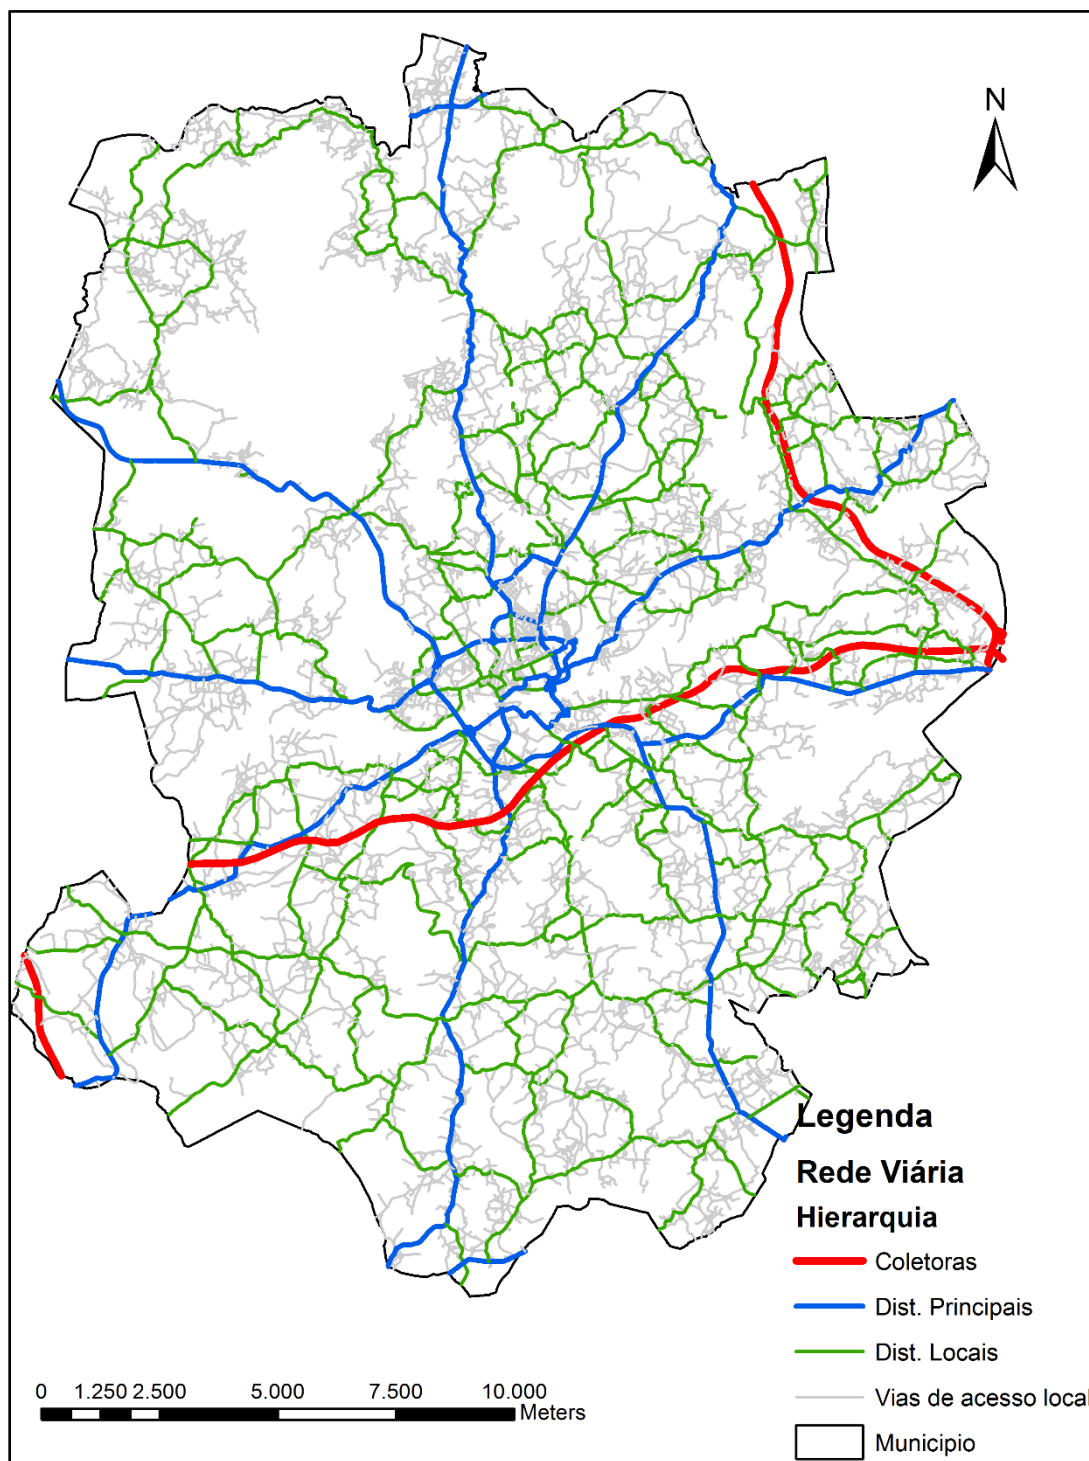 N
Legenda
Rede Viária
Hierarquia
Coletoras
Dist. Principais
Dist. Locais
Vias de acesso local
Municipio
0 1.250 2.500 5.000 7.500 10.000
Meters